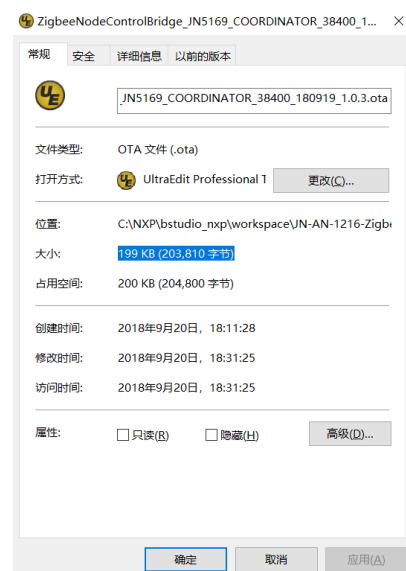 ZigbeeNodeControlBridge_JN5169_COORDINATOR_38400_1...
常规 安全 详细信息 以前的版本
_JN5169_COORDINATOR_38400_180919_1.0.3.ota
文件类型: OTA 文件 (.ota)
打开方式: UltraEdit Professional T 更改(C)...
位置: C:\NXP\bstudio_nxp\workspace\JN-AN-1216-Zigbe
大小: 199 KB (203,810 字节)
占用空间: 200 KB (204,800 字节)
创建时间: 2018年9月20日，18:11:28
修改时间: 2018年9月20日，18:31:25
访问时间: 2018年9月20日，18:31:25
属性: 只读(R) 隐藏(H) 高级(D)...
确定 取消 应用(A)